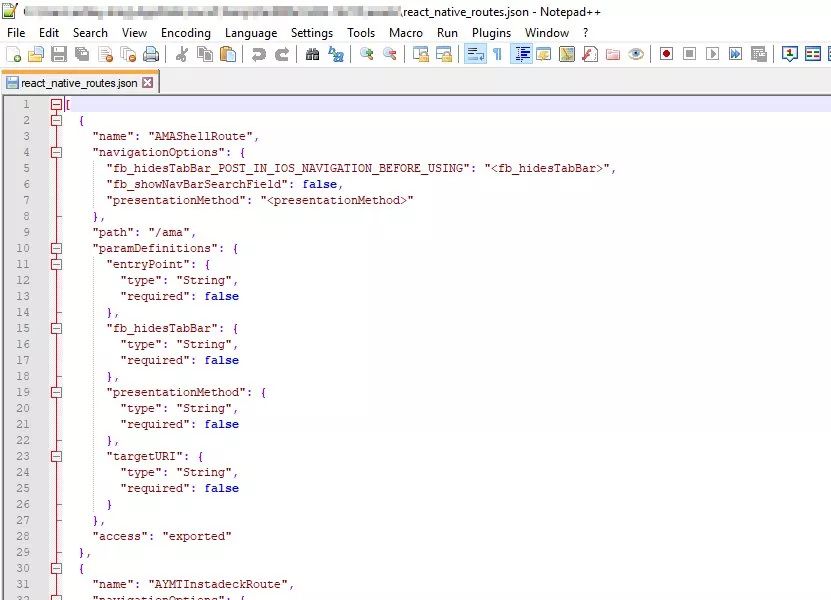 \react_native_routes.json - Notepad++
File Edit Search View Encoding Language Settings Tools Macro Run Plugins Window ?
react_native_routes.json
1 [
2 {
3 "name": "AMAShellRoute",
4 "navigationOptions": {
5 "fb_hidesTabBar_POST_IN_IOS_NAVIGATION_BEFORE_USING": "<fb_hidesTabBar>",
6 "fb_showNavBarSearchField": false,
7 "presentationMethod": "<presentationMethod>"
8 },
9 "path": "/ama",
10 "paramDefinitions": {
11 "entryPoint": {
12 "type": "String",
13 "required": false
14 },
15 "fb_hidesTabBar": {
16 "type": "String",
17 "required": false
18 },
19 "presentationMethod": {
20 "type": "String",
21 "required": false
22 },
23 "targetURI": {
24 "type": "String",
25 "required": false
26 }
27 },
28 "access": "exported"
29 },
30 {
31 "name": "AYMTInstadeckRoute",
32 "navigationOptions": {